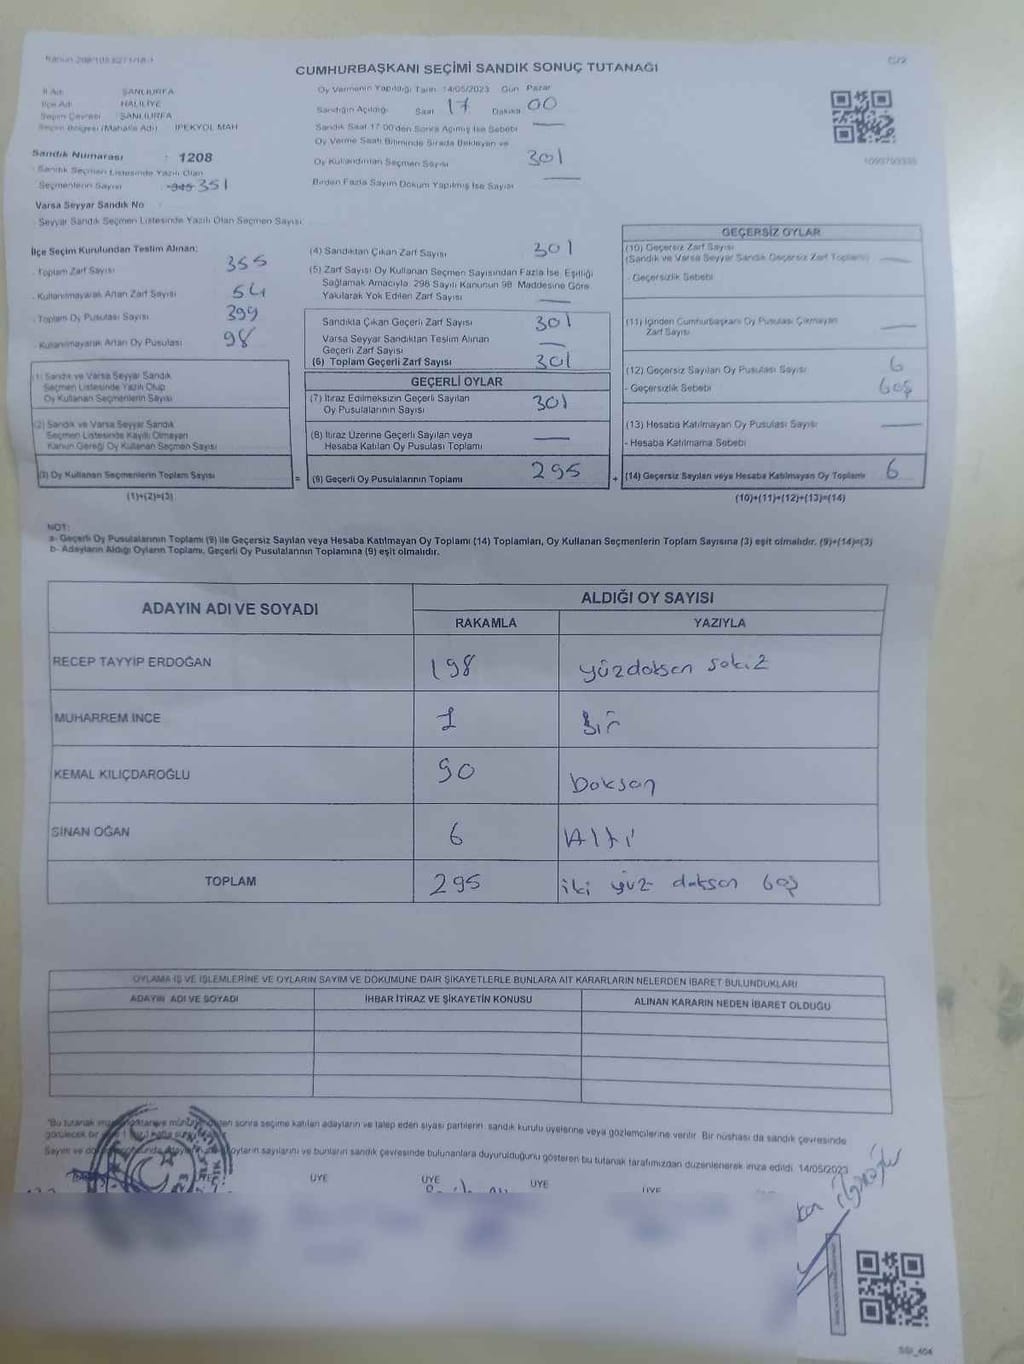 CUMHURBAŞKANI SEÇİMİ SANDIK SONUÇ TUTANAĞI
İl Adı : ŞANLIURFA
İlçe Adı : HALİLİYE
Seçim Çevresi : ŞANLIURFA
Seçim Bölgesi (Mahalle Adı) : İPEKYOL MAH
Sandık Numarası : 1208
Sandık Seçmen Listesinde Yazılı Olan
Seçmenlerin Sayısı 351
Varsa Seyyar Sandık No
Seyyar Sandık Seçmen Listesinde Yazılı Olan Seçmen Sayısı:
Oy Vermenin Yapıldığı Tarih: 14/05/2023 Gün: Pazar
Sandığın Açıldığı Saat 17 Dakika 00
Sandık Saat 17:00'den Sonra Açılmış İse Sebebi —
Oy Verme Saati Bitiminde Sırada Bekleyen ve
Oy Kullandırılan Seçmen Sayısı 301
Birden Fazla Sayım Döküm Yapılmış İse Sayısı —
İlçe Seçim Kurulundan Teslim Alınan:
- Toplam Zarf Sayısı 355
- Kullanılmayarak Artan Zarf Sayısı 54
- Toplam Oy Pusulası Sayısı 399
- Kullanılmayarak Artan Oy Pusulası 98
(1) Sandık ve Varsa Seyyar Sandık
Seçmen Listesinde Yazılı Olup
Oy Kullanan Seçmenlerin Sayısı
(2) Sandık ve Varsa Seyyar Sandık
Seçmen Listesinde Kayıtlı Olmayan
Kanun Gereği Oy Kullanan Seçmen Sayısı
(3) Oy Kullanan Seçmenlerin Toplam Sayısı
(1)+(2)=(3)
(4) Sandıktan Çıkan Zarf Sayısı 301
(5) Zarf Sayısı Oy Kullanan Seçmen Sayısından Fazla İse, Eşitliği
Sağlamak Amacıyla, 298 Sayılı Kanunun 98. Maddesine Göre
Yakılarak Yok Edilen Zarf Sayısı —
Sandıkta Çıkan Geçerli Zarf Sayısı 301
Varsa Seyyar Sandıktan Teslim Alınan
Geçerli Zarf Sayısı —
(6) Toplam Geçerli Zarf Sayısı 301
GEÇERLİ OYLAR
(7) İtiraz Edilmeksizin Geçerli Sayılan
Oy Pusulalarının Sayısı 301
(8) İtiraz Üzerine Geçerli Sayılan veya
Hesaba Katılan Oy Pusulası Toplamı —
= (9) Geçerli Oy Pusulalarının Toplamı 295
GEÇERSİZ OYLAR
(10) Geçersiz Zarf Sayısı
(Sandık ve Varsa Seyyar Sandık Geçersiz Zarf Toplamı) —
- Geçersizlik Sebebi
(11) İçinden Cumhurbaşkanı Oy Pusulası Çıkmayan
Zarf Sayısı —
(12) Geçersiz Sayılan Oy Pusulası Sayısı 6
- Geçersizlik Sebebi boş
(13) Hesaba Katılmayan Oy Pusulası Sayısı —
- Hesaba Katılmama Sebebi
+ (14) Geçersiz Sayılan veya Hesaba Katılmayan Oy Toplamı 6
(10)+(11)+(12)+(13)=(14)
NOT:
a- Geçerli Oy Pusulalarının Toplamı (9) ile Geçersiz Sayılan veya Hesaba Katılmayan Oy Toplamı (14) Toplamları, Oy Kullanan Seçmenlerin Toplam Sayısına (3) eşit olmalıdır. (9)+(14)=(3)
b- Adayların Aldığı Oyların Toplamı, Geçerli Oy Pusulalarının Toplamına (9) eşit olmalıdır.
ADAYIN ADI VE SOYADI
ALDIĞI OY SAYISI
RAKAMLA YAZIYLA
RECEP TAYYİP ERDOĞAN 198 yüzdoksen sekiz
MUHARREM İNCE 1 Bir
KEMAL KILIÇDAROĞLU 90 Doksan
SİNAN OĞAN 6 Altı
TOPLAM 295 iki yüz doksan beş
OYLAMA İŞ VE İŞLEMLERİNE VE OYLARIN SAYIM VE DÖKÜMÜNE DAİR ŞİKAYETLERLE BUNLARA AİT KARARLARIN NELERDEN İBARET BULUNDUKLARI
ADAYIN ADI VE SOYADI İHBAR İTİRAZ VE ŞİKAYETİN KONUSU ALINAN KARARIN NEDEN İBARET OLDUĞU
"Bu tutanak sonra seçime katılan adayların ve talep eden siyasi partilerin sandık kurulu üyelerine veya gözlemcilerine verilir. Bir nüshası da sandık çevresinde
Sayım ve oyların sayılarını ve bunların sandık çevresinde bulunanlara duyurulduğunu gösteren bu tutanak tarafımızdan düzenlenerek imza edildi. 14/05/2023
ÜYE ÜYE ÜYE ÜYE